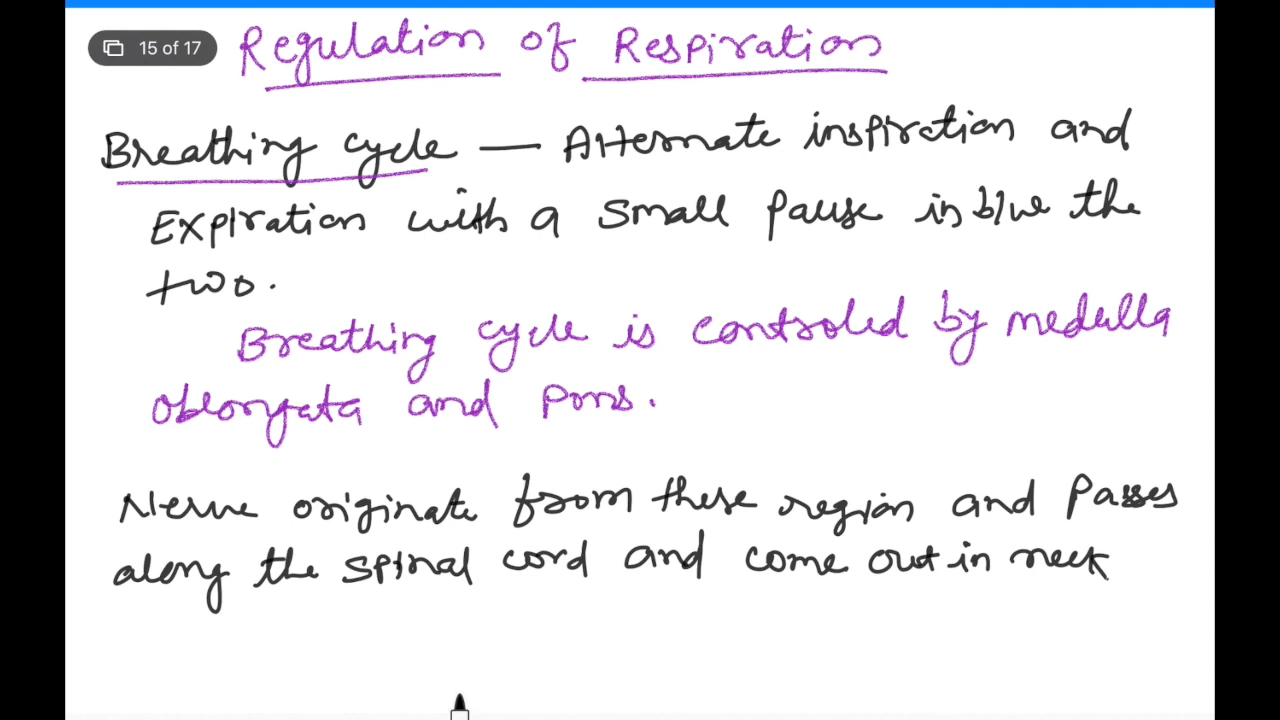 15 of 17
Regulation of Respiration
Breathing cycle — Alternate inspiration and
Expiration with a small pause in b/w the
two.
Breathing cycle is controled by medulla
oblongata and Pons.
Nerve originate from these region and Passes
along the spinal cord and come out in neck